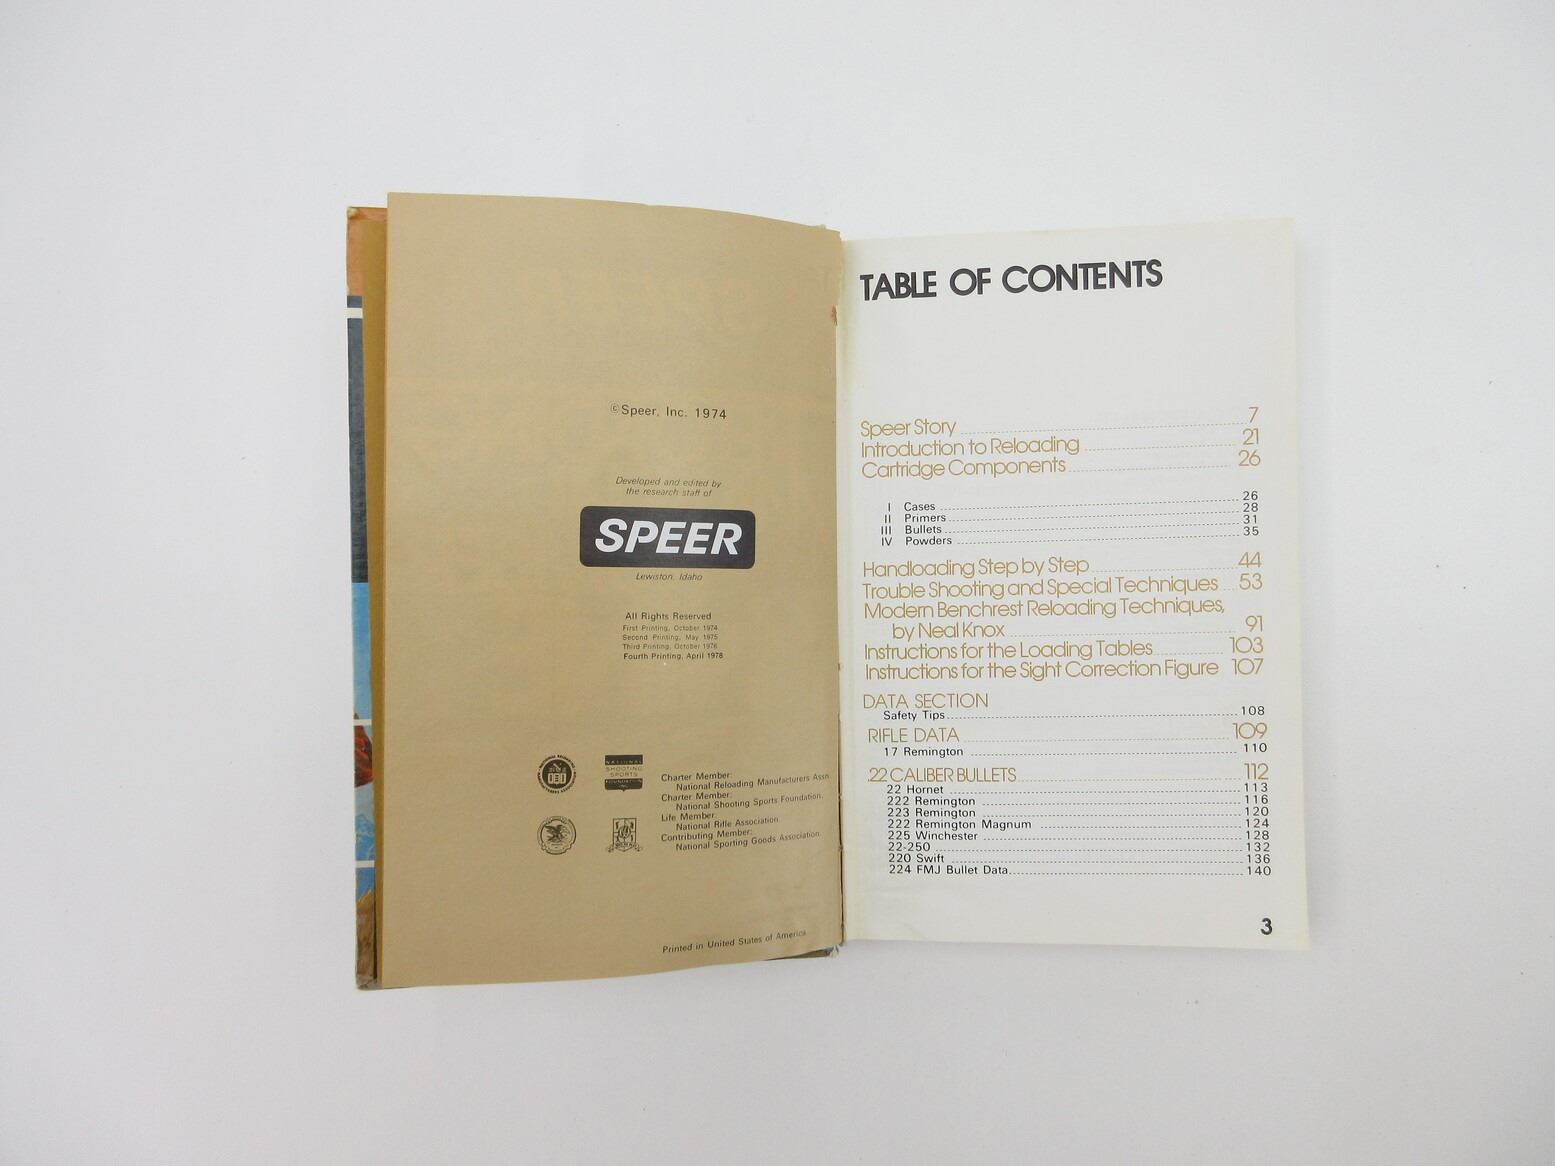 ©Speer, Inc. 1974
Developed and edited by
the research staff of
SPEER
Lewiston, Idaho
All Rights Reserved
First Printing, October 1974
Second Printing, May 1975
Third Printing, October 1976
Fourth Printing, April 1978
NATIONAL
SHOOTING
SPORTS
FOUNDATION
INC.
Charter Member:
National Reloading Manufacturers Assn.
Charter Member:
National Shooting Sports Foundation.
Life Member:
National Rifle Association.
Contributing Member:
National Sporting Goods Association.
Printed in United States of America
TABLE OF CONTENTS
Speer Story 7
Introduction to Reloading 21
Cartridge Components 26
I Cases 26
II Primers 28
III Bullets 31
IV Powders 35
Handloading Step by Step 44
Trouble Shooting and Special Techniques 53
Modern Benchrest Reloading Techniques,
by Neal Knox 91
Instructions for the Loading Tables 103
Instructions for the Sight Correction Figure 107
DATA SECTION
Safety Tips 108
RIFLE DATA 109
17 Remington 110
.22 CALIBER BULLETS 112
22 Hornet 113
222 Remington 116
223 Remington 120
222 Remington Magnum 124
225 Winchester 128
22-250 132
220 Swift 136
224 FMJ Bullet Data 140
3